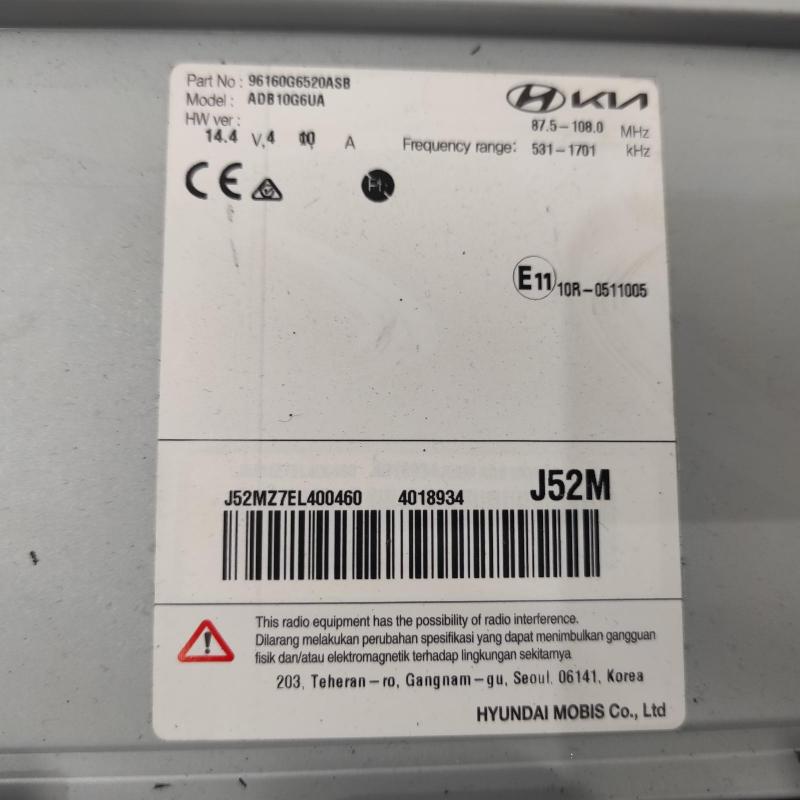 Part No : 96160G6520ASB
Model : ADB10G6UA
HW ver :
14.4 V, 4 10 A
HYUNDAI KIA
Frequency range: 87.5-108.0 MHz
531-1701 kHz
CE
E11 10R-0511005
J52MZ7EL400460 4018934 J52M
This radio equipment has the possibility of radio interference.
Dilarang melakukan perubahan spesifikasi yang dapat menimbulkan gangguan
fisik dan/atau elektromagnetik terhadap lingkungan sekitarnya
203, Teheran-ro, Gangnam-gu, Seoul, 06141, Korea
HYUNDAI MOBIS Co., Ltd